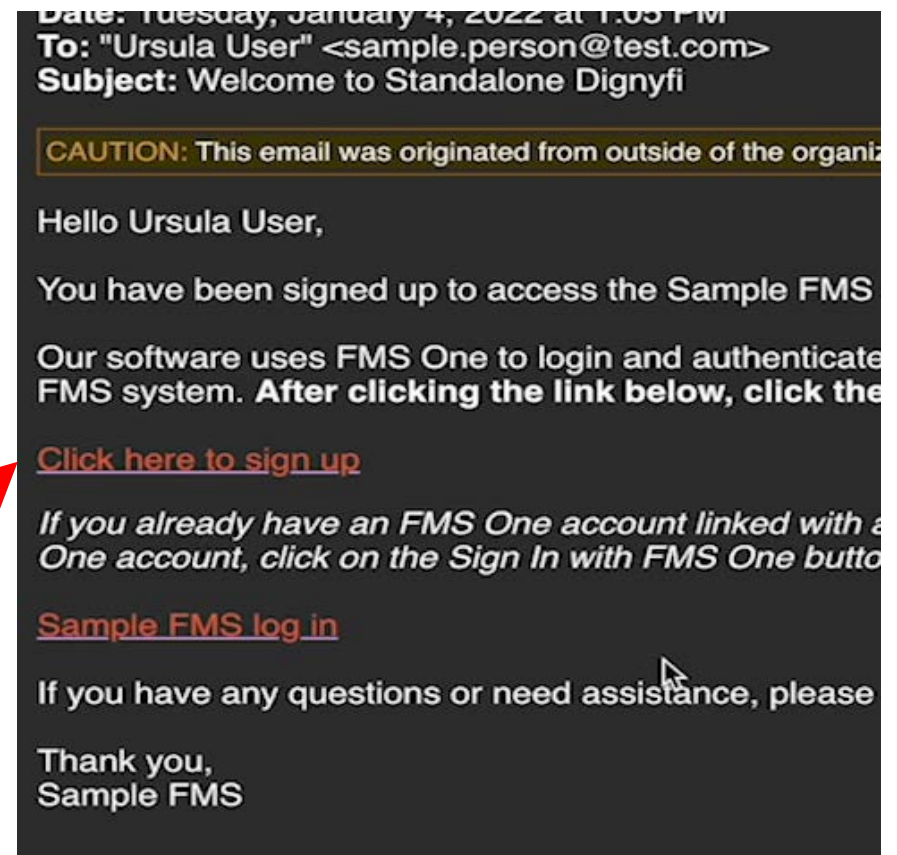 Date: Tuesday, January 4, 2022 at 1:05 PM
To: "Ursula User" <sample.person@test.com>
Subject: Welcome to Standalone Dignyfi
CAUTION: This email was originated from outside of the organiz
Hello Ursula User,
You have been signed up to access the Sample FMS
Our software uses FMS One to login and authenticate
FMS system. After clicking the link below, click the
Click here to sign up
If you already have an FMS One account linked with a
One account, click on the Sign In with FMS One butto
Sample FMS log in
If you have any questions or need assistance, please
Thank you,
Sample FMS